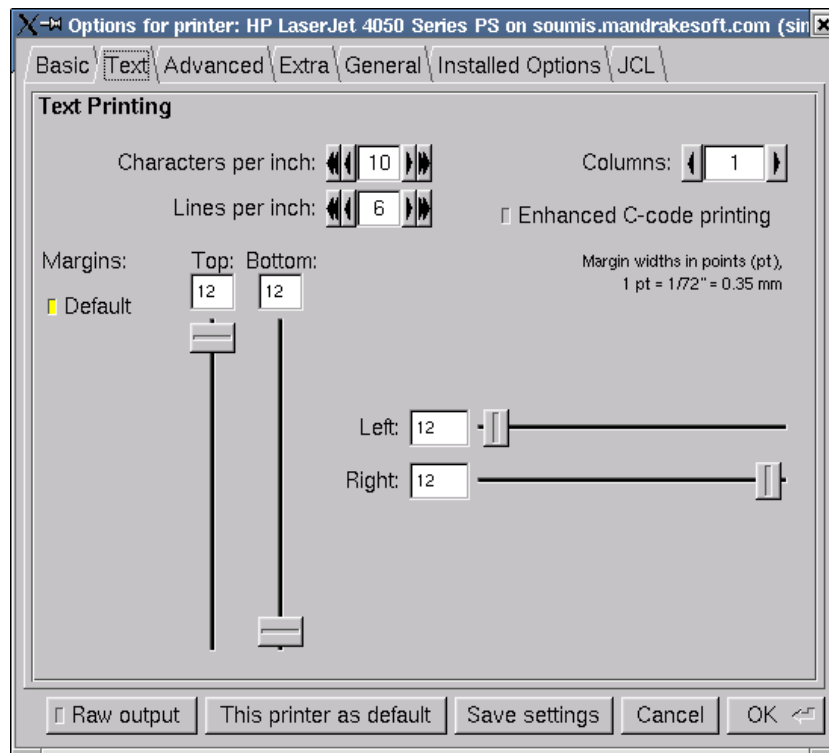 Options for printer: HP LaserJet 4050 Series PS on soumis.mandrakesoft.com
Basic Text Advanced Extra General Installed Options JCL
Text Printing
Characters per inch: 10
Columns: 1
Lines per inch: 6
Enhanced C-code printing
Margins: Top: Bottom:
12 12
Default
Margin widths in points (pt),
1 pt = 1/72" = 0.35 mm
Left: 12
Right: 12
Raw output This printer as default Save settings Cancel OK